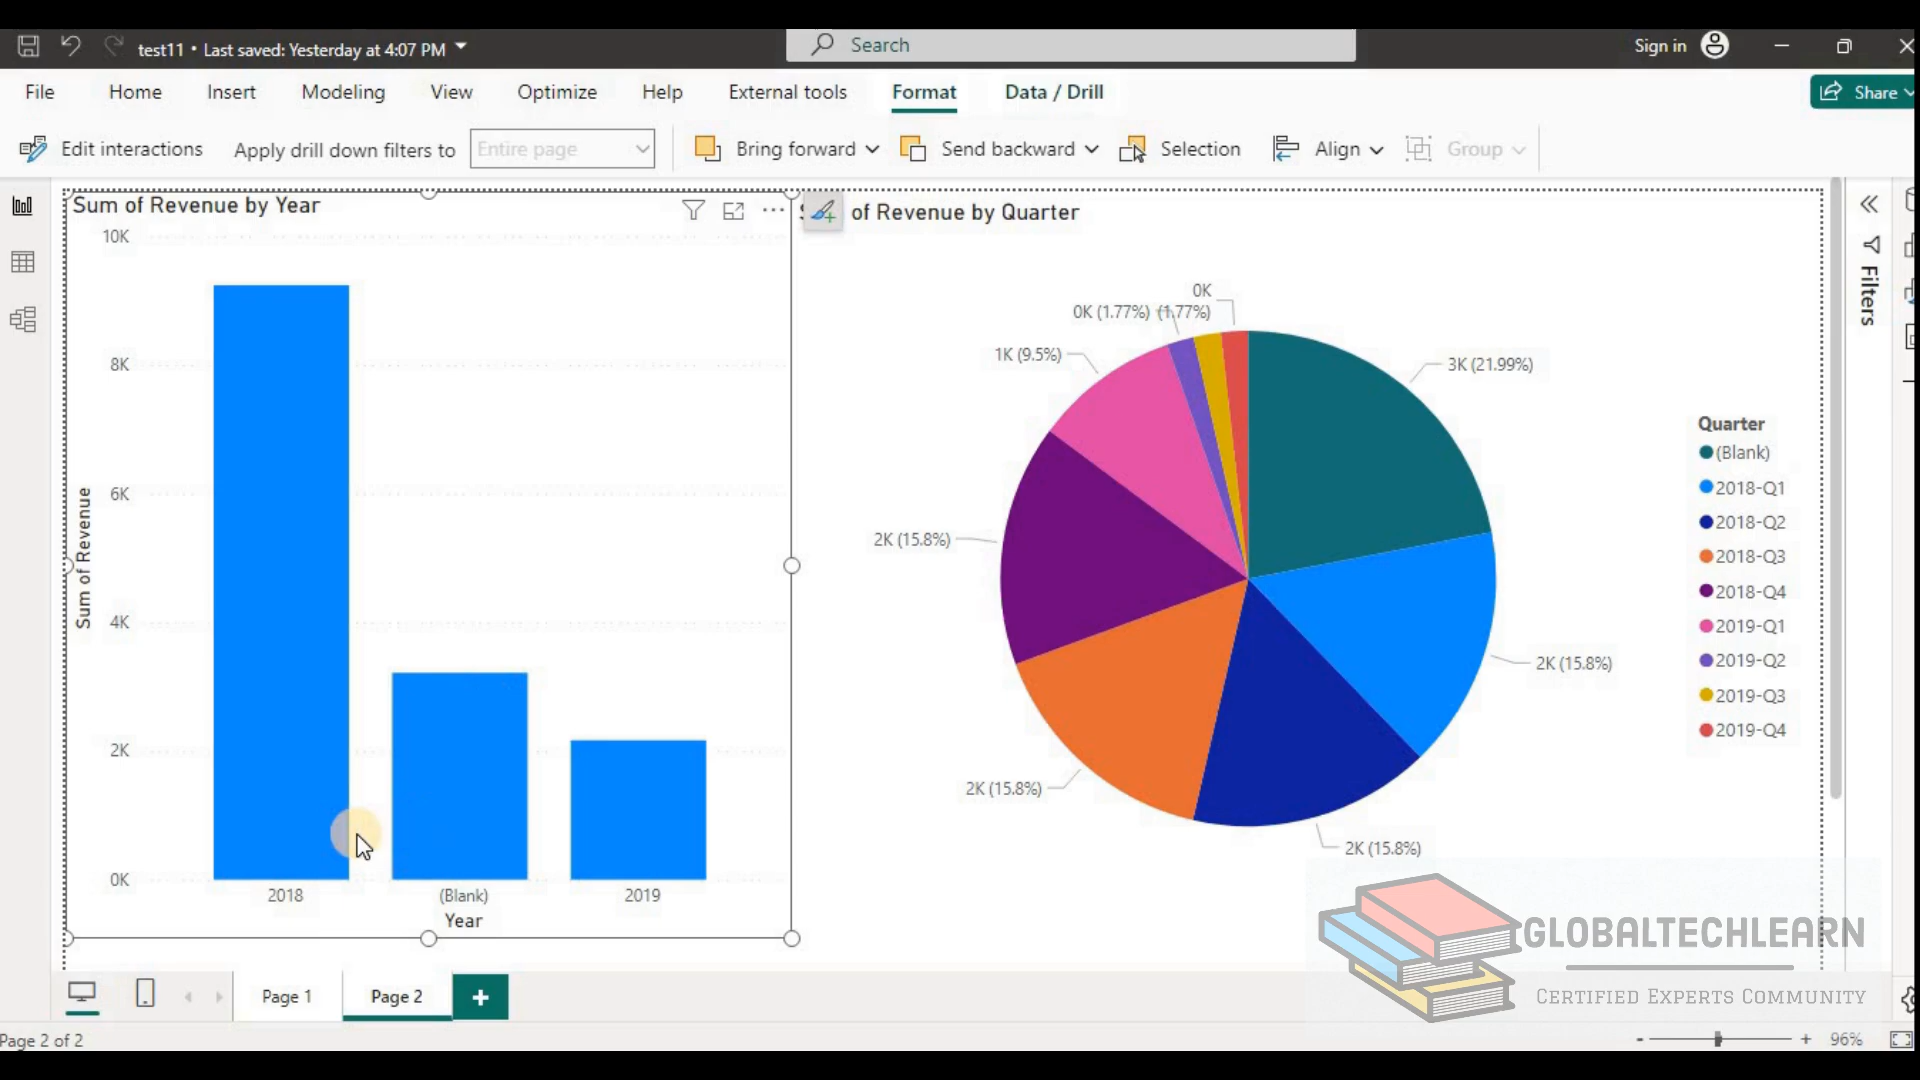 test11 • Last saved: Yesterday at 4:07 PM
Search
Sign in
File Home Insert Modeling View Optimize Help External tools Format Data / Drill
Share
Edit interactions Apply drill down filters to Entire page Bring forward Send backward Selection Align Group
Sum of Revenue by Year
of Revenue by Quarter
Filters
10K
8K
6K
4K
2K
0K
Sum of Revenue
2018 (Blank) 2019
Year
0K
0K (1.77%) (1.77%)
1K (9.5%)
3K (21.99%)
2K (15.8%)
2K (15.8%)
2K (15.8%)
2K (15.8%)
Quarter
(Blank)
2018-Q1
2018-Q2
2018-Q3
2018-Q4
2019-Q1
2019-Q2
2019-Q3
2019-Q4
GLOBALTECHLEARN
CERTIFIED EXPERTS COMMUNITY
Page 1 Page 2 +
Page 2 of 2
- + 96%